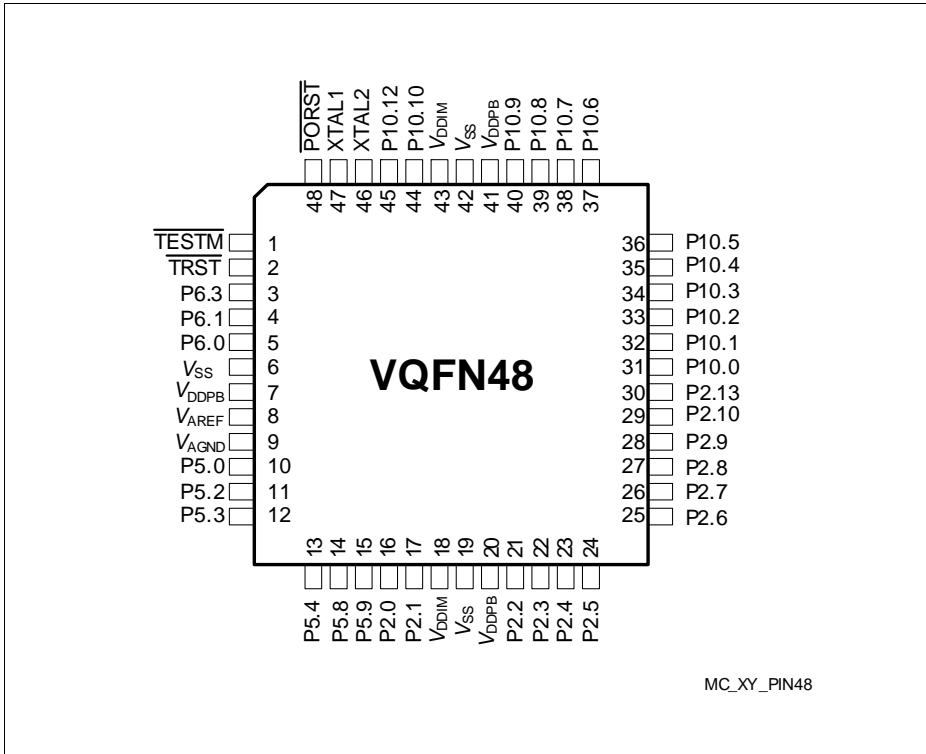 PORST XTAL1 XTAL2 P10.12 P10.10 VDDIM VSS VDDPB P10.9 P10.8 P10.7 P10.6
48 47 46 45 44 43 42 41 40 39 38 37
TESTM 1
TRST 2
P6.3 3
P6.1 4
P6.0 5
VSS 6
VDDPB 7
VAREF 8
VAGND 9
P5.0 10
P5.2 11
P5.3 12
VQFN48
36 P10.5
35 P10.4
34 P10.3
33 P10.2
32 P10.1
31 P10.0
30 P2.13
29 P2.10
28 P2.9
27 P2.8
26 P2.7
25 P2.6
13 14 15 16 17 18 19 20 21 22 23 24
P5.4 P5.8 P5.9 P2.0 P2.1 VDDIM VSS VDDPB P2.2 P2.3 P2.4 P2.5
MC_XY_PIN48